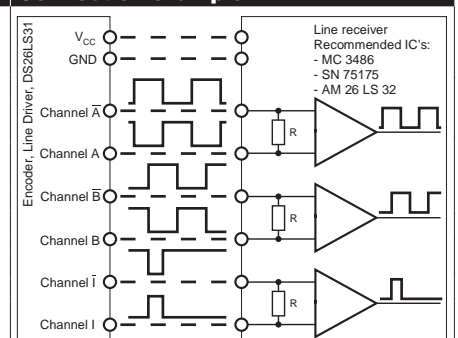 Encoder, Line Driver, DS26LS31
VCC
GND
Channel A̅
Channel A
Channel B̅
Channel B
Channel I̅
Channel I
Line receiver
Recommended IC's:
- MC 3486
- SN 75175
- AM 26 LS 32
R
R
R